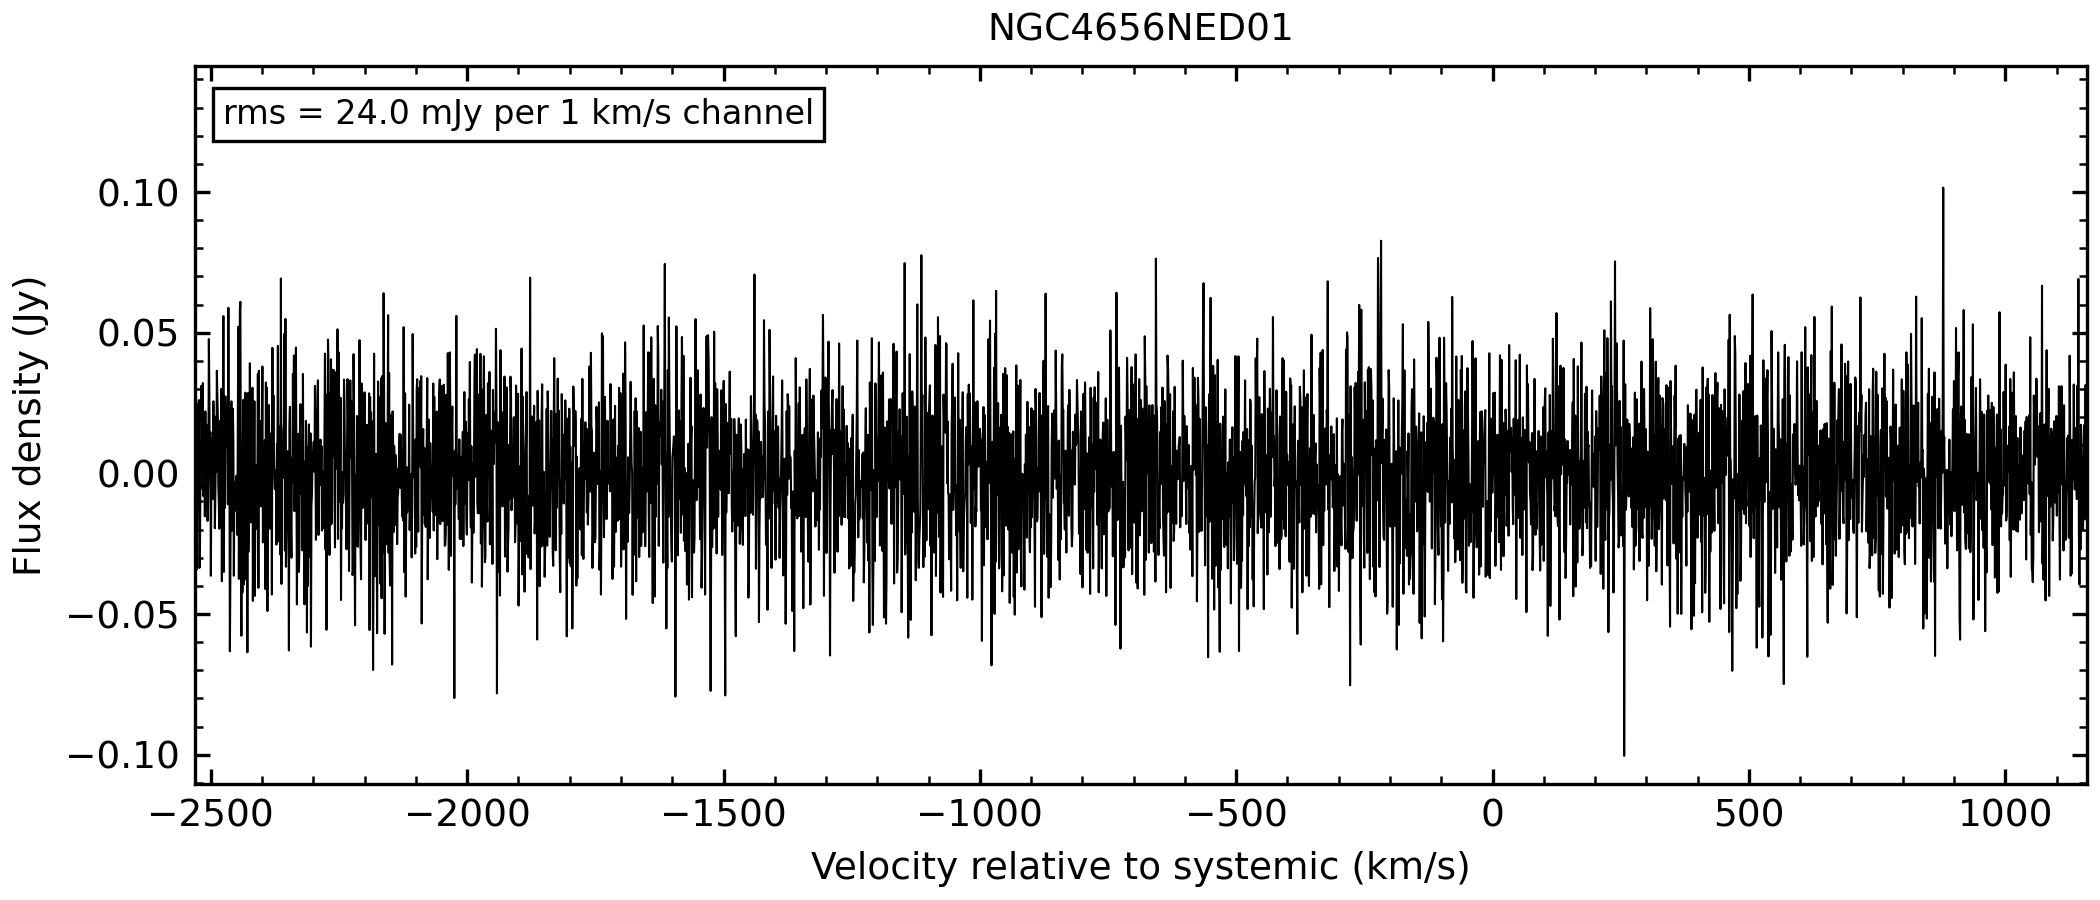 NGC4656NED01
rms = 24.0 mJy per 1 km/s channel
Flux density (Jy)
0.10
0.05
0.00
−0.05
−0.10
−2500 −2000 −1500 −1000 −500 0 500 1000
Velocity relative to systemic (km/s)